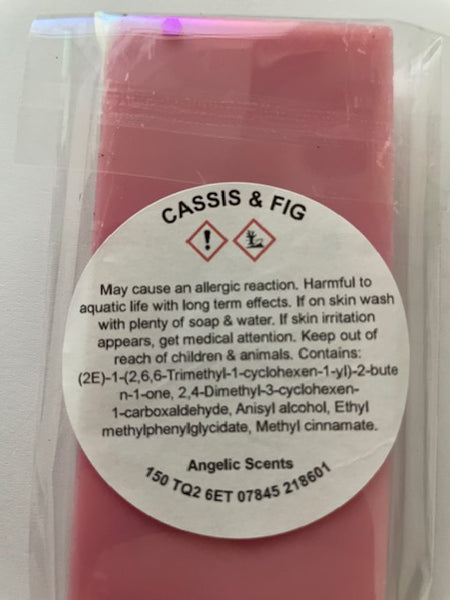 CASSIS & FIG
May cause an allergic reaction. Harmful to
aquatic life with long term effects. If on skin wash
with plenty of soap & water. If skin irritation
appears, get medical attention. Keep out of
reach of children & animals. Contains:
(2E)-1-(2,6,6-Trimethyl-1-cyclohexen-1-yl)-2-bute
n-1-one, 2,4-Dimethyl-3-cyclohexen-
1-carboxaldehyde, Anisyl alcohol, Ethyl
methylphenylglycidate, Methyl cinnamate.
Angelic Scents
150 TQ2 6ET 07845 218601